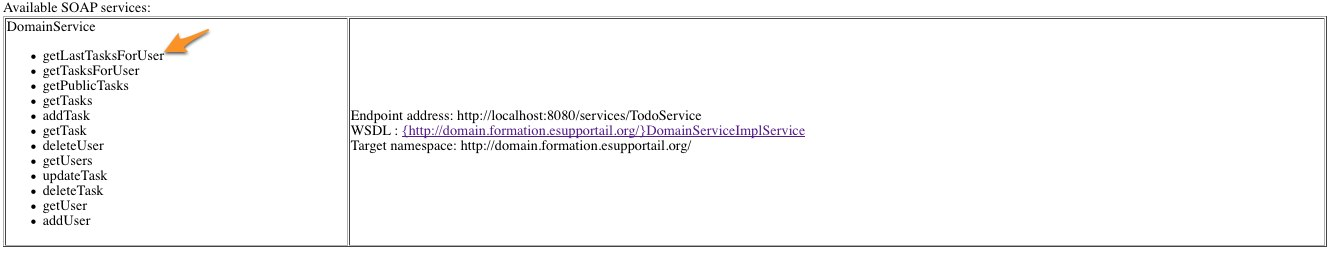 Available SOAP services:
DomainService
• getLastTasksForUser
• getTasksForUser
• getPublicTasks
• getTasks
• addTask
• getTask
• deleteUser
• getUsers
• updateTask
• deleteTask
• getUser
• addUser
Endpoint address: http://localhost:8080/services/TodoService
WSDL : {http://domain.formation.esupportail.org/}DomainServiceImplService
Target namespace: http://domain.formation.esupportail.org/